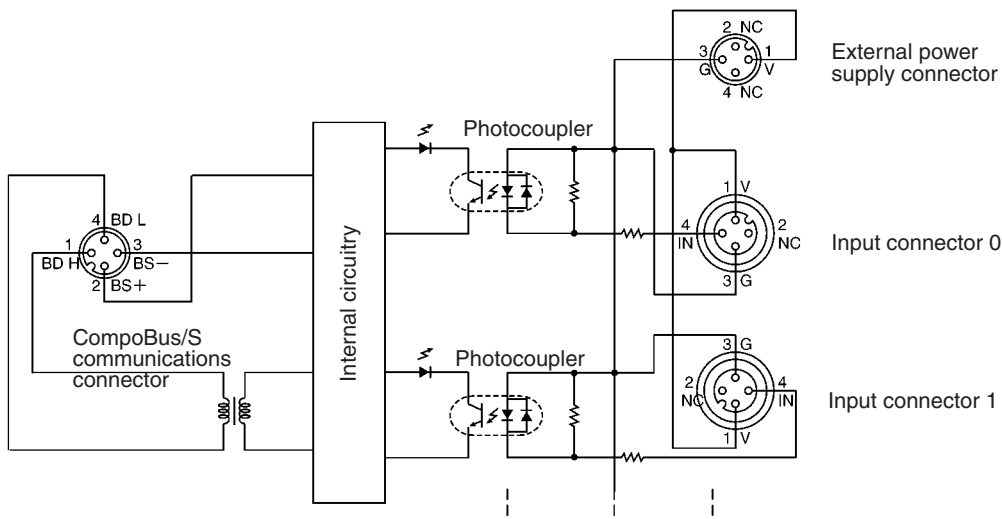 2 NC
3
G
1
V
4 NC
External power
supply connector
Photocoupler
1 V
4
IN
2
NC
3 G
Input connector 0
4 BD L
1
BD H
3
BS−
2 BS+
CompoBus/S
communications
connector
Internal circuitry
Photocoupler
3 G
2
NC
4
IN
1 V
Input connector 1